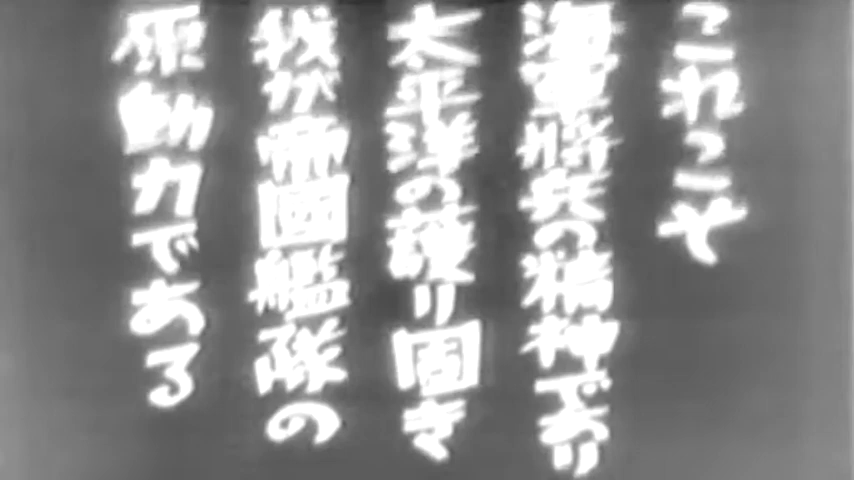 これこそ
海軍将兵の精神であり
太平洋の護り固き
我が帝國艦隊の
原動力である